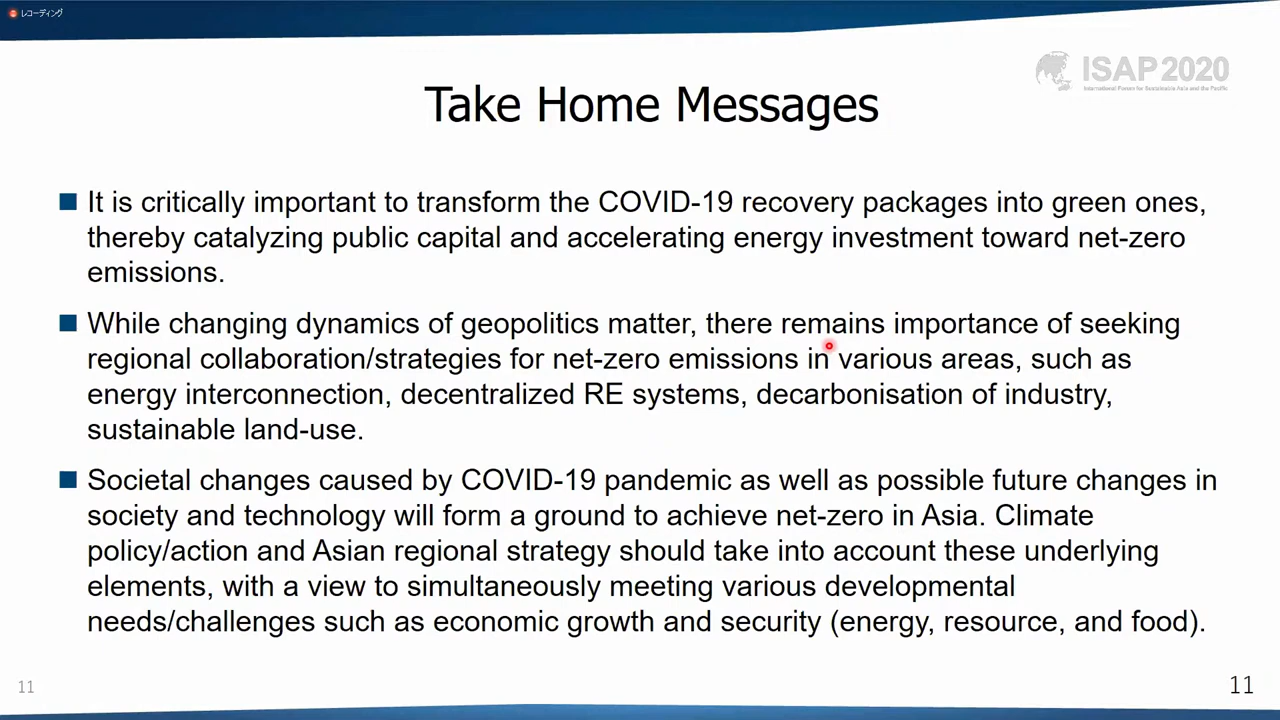 レコーディング
ISAP 2020
International Forum for Sustainable Asia and the Pacific
Take Home Messages
It is critically important to transform the COVID-19 recovery packages into green ones,
thereby catalyzing public capital and accelerating energy investment toward net-zero
emissions.
While changing dynamics of geopolitics matter, there remains importance of seeking
regional collaboration/strategies for net-zero emissions in various areas, such as
energy interconnection, decentralized RE systems, decarbonisation of industry,
sustainable land-use.
Societal changes caused by COVID-19 pandemic as well as possible future changes in
society and technology will form a ground to achieve net-zero in Asia. Climate
policy/action and Asian regional strategy should take into account these underlying
elements, with a view to simultaneously meeting various developmental
needs/challenges such as economic growth and security (energy, resource, and food).
11
11